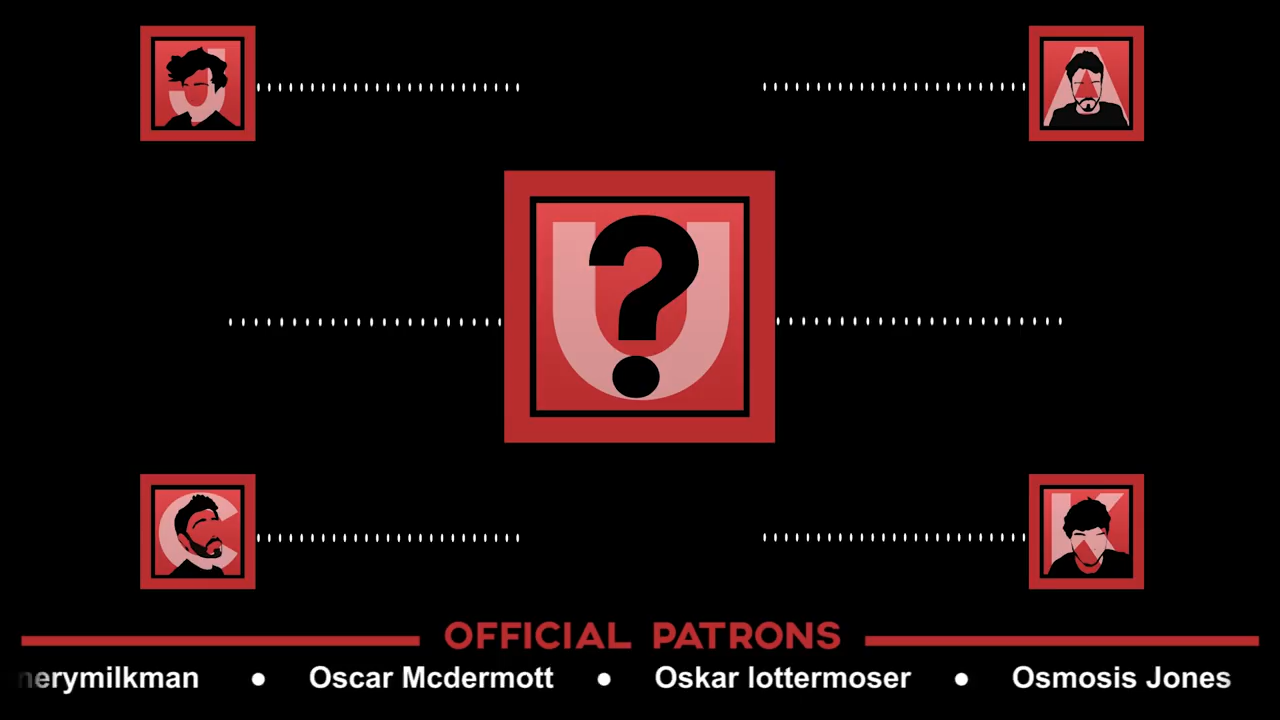 J
A
U
?
C
K
OFFICIAL PATRONS
nerymilkman • Oscar Mcdermott • Oskar lottermoser • Osmosis Jones